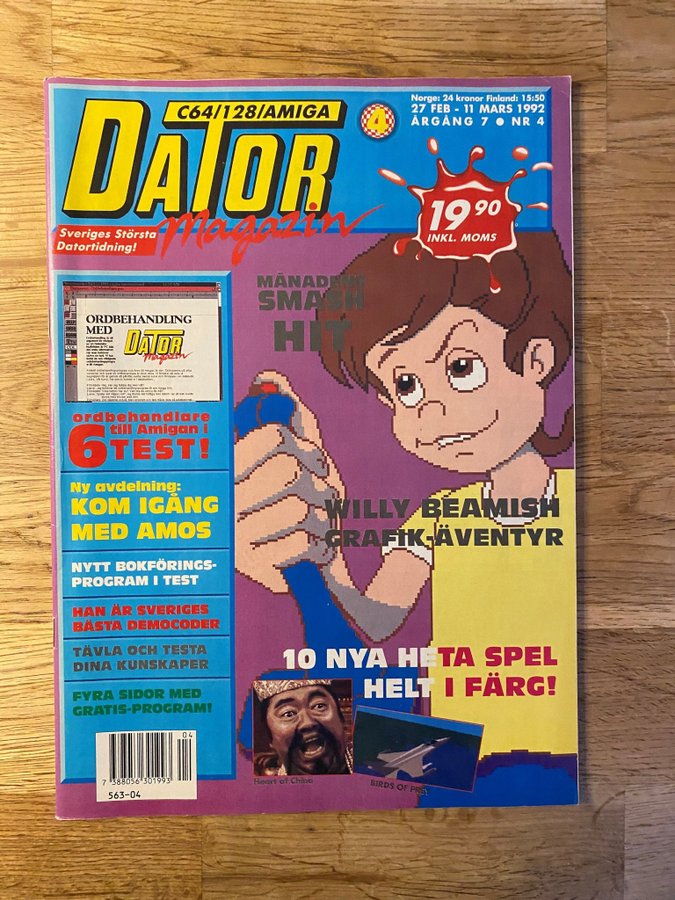 C64/128/AMIGA
DATOR
Magazin
Sveriges Största
Datortidning!
4
Norge: 24 kronor Finland: 15:50
27 FEB - 11 MARS 1992
ÅRGÅNG 7 ● NR 4
19 90
INKL. MOMS
MÅNADENS
SMASH
HIT
ORDBEHANDLING
MED
DATOR
Magazin
ordbehandlare
till Amigan i
6 TEST!
Ny avdelning:
KOM IGÅNG
MED AMOS
NYTT BOKFÖRINGS-
PROGRAM I TEST
HAN ÄR SVERIGES
BÄSTA DEMOCODER
TÄVLA OCH TESTA
DINA KUNSKAPER
FYRA SIDOR MED
GRATIS-PROGRAM!
WILLY BEAMISH
GRAFIK-ÄVENTYR
10 NYA HETA SPEL
HELT I FÄRG!
Heart of China
BIRDS OF PREY
04
7 388056 301993
563-04